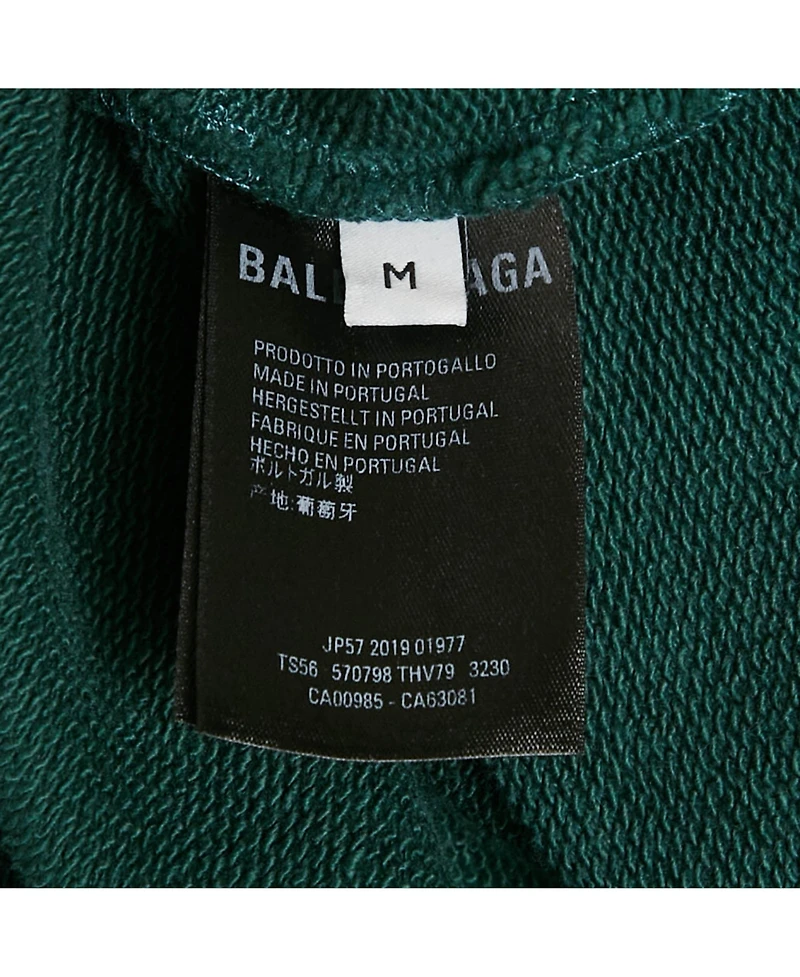 M
BAL AGA
PRODOTTO IN PORTOGALLO
MADE IN PORTUGAL
HERGESTELLT IN PORTUGAL
FABRIQUE EN PORTUGAL
HECHO EN PORTUGAL
ポルトガル製
产地:葡萄牙
JP57 2019 01977
TS56 570798 THV79 3230
CA00985 - CA63081